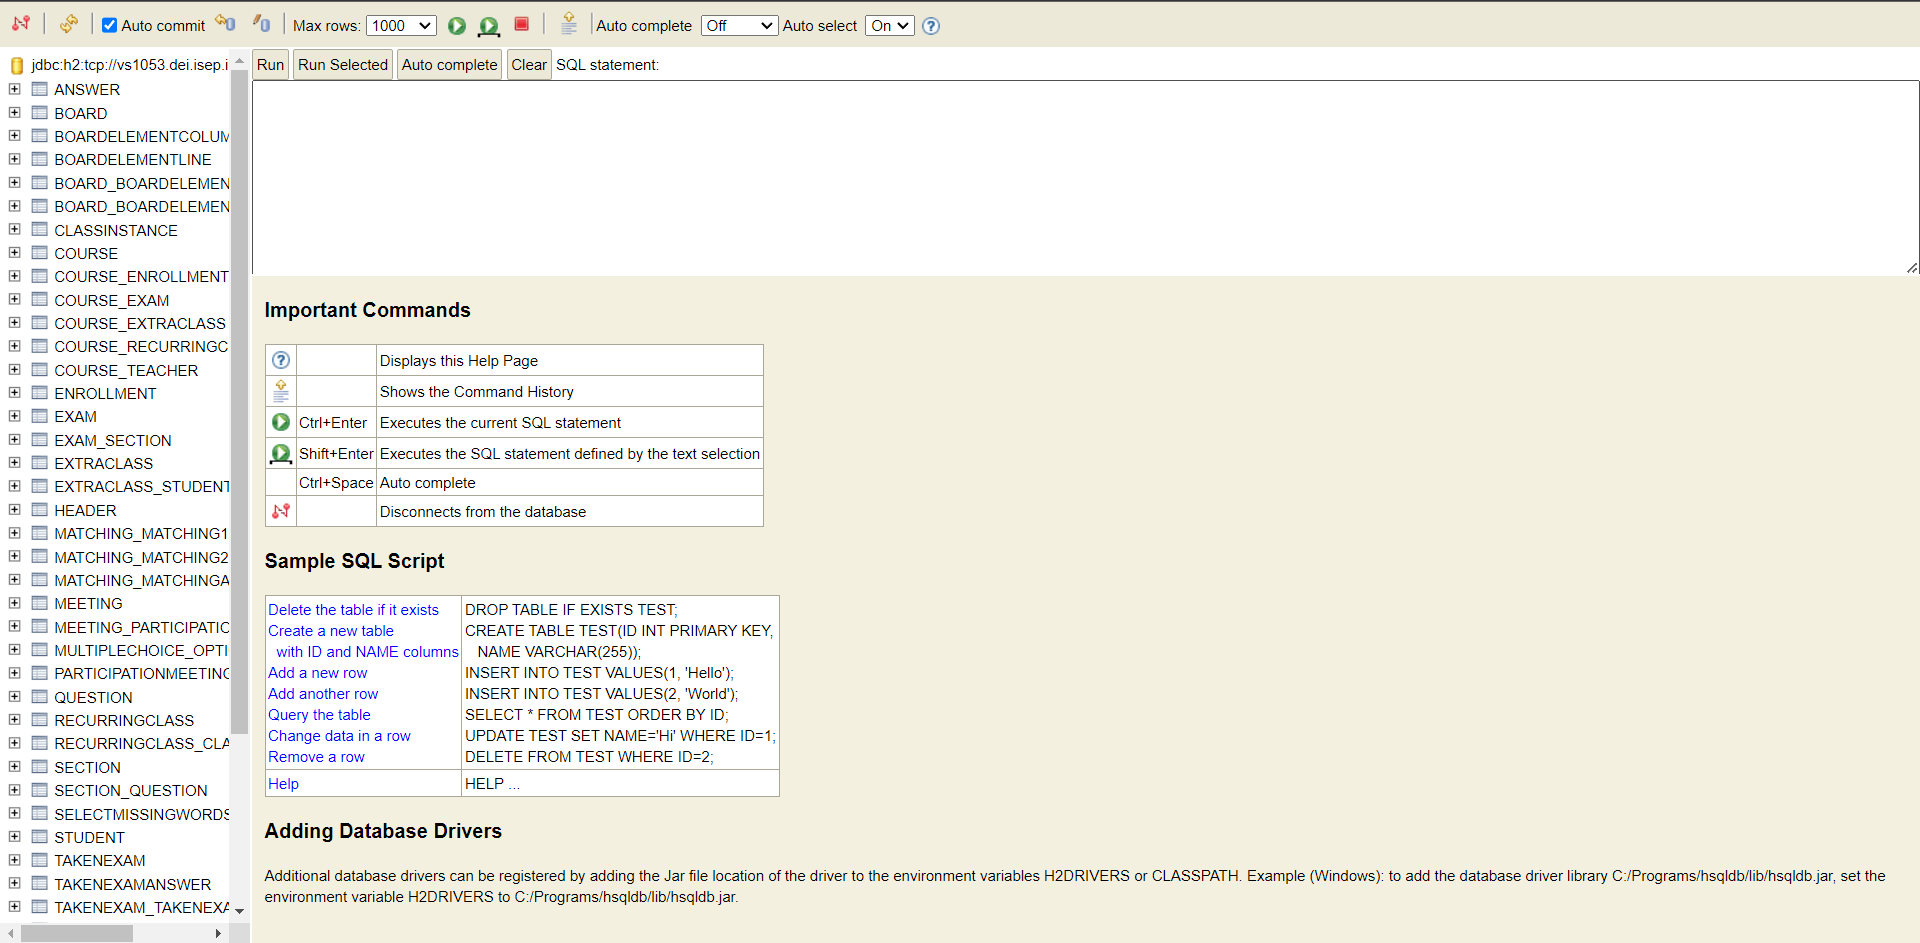 Auto commit Max rows: 1000 Auto complete Off Auto select On
jdbc:h2:tcp://vs1053.dei.isep.i
ANSWER
BOARD
BOARDELEMENTCOLUM
BOARDELEMENTLINE
BOARD_BOARDELEMEN
BOARD_BOARDELEMEN
CLASSINSTANCE
COURSE
COURSE_ENROLLMENT
COURSE_EXAM
COURSE_EXTRACLASS
COURSE_RECURRINGC
COURSE_TEACHER
ENROLLMENT
EXAM
EXAM_SECTION
EXTRACLASS
EXTRACLASS_STUDENT
HEADER
MATCHING_MATCHING1
MATCHING_MATCHING2
MATCHING_MATCHINGA
MEETING
MEETING_PARTICIPATIO
MULTIPLECHOICE_OPTI
PARTICIPATIONMEETING
QUESTION
RECURRINGCLASS
RECURRINGCLASS_CLA
SECTION
SECTION_QUESTION
SELECTMISSINGWORDS
STUDENT
TAKENEXAM
TAKENEXAMANSWER
TAKENEXAM_TAKENEXA
Run Run Selected Auto complete Clear SQL statement:
Important Commands
Displays this Help Page
Shows the Command History
Ctrl+Enter Executes the current SQL statement
Shift+Enter Executes the SQL statement defined by the text selection
Ctrl+Space Auto complete
Disconnects from the database
Sample SQL Script
Delete the table if it exists DROP TABLE IF EXISTS TEST;
Create a new table CREATE TABLE TEST(ID INT PRIMARY KEY,
with ID and NAME columns NAME VARCHAR(255));
Add a new row INSERT INTO TEST VALUES(1, 'Hello');
Add another row INSERT INTO TEST VALUES(2, 'World');
Query the table SELECT * FROM TEST ORDER BY ID;
Change data in a row UPDATE TEST SET NAME='Hi' WHERE ID=1;
Remove a row DELETE FROM TEST WHERE ID=2;
Help HELP ...
Adding Database Drivers
Additional database drivers can be registered by adding the Jar file location of the driver to the environment variables H2DRIVERS or CLASSPATH. Example (Windows): to add the database driver library C:/Programs/hsqldb/lib/hsqldb.jar, set the
environment variable H2DRIVERS to C:/Programs/hsqldb/lib/hsqldb.jar.